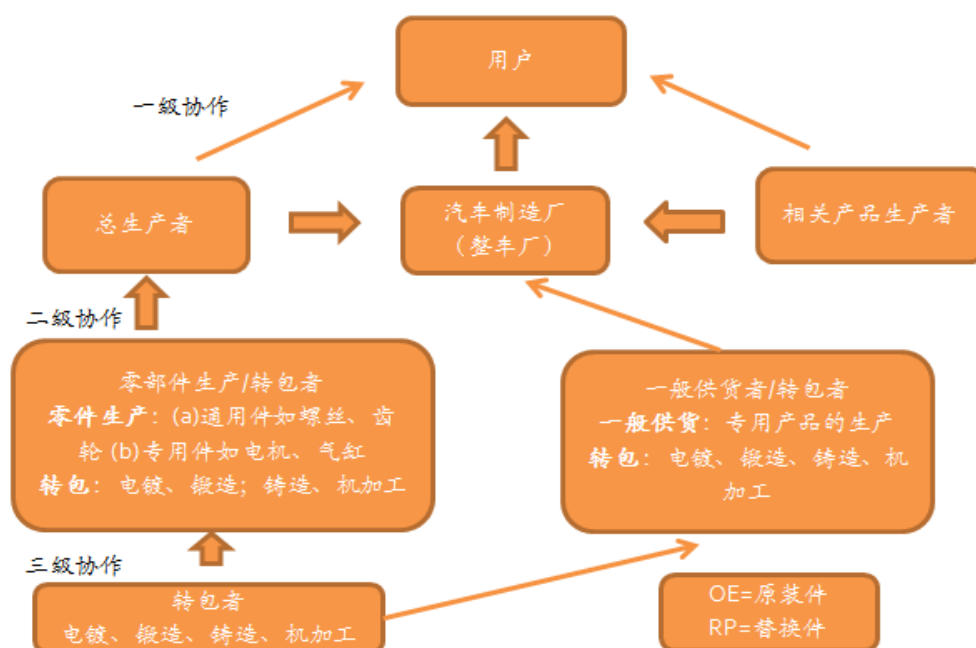 用户
一级协作
总生产者
汽车制造厂
（整车厂）
相关产品生产者
二级协作
零部件生产/转包者
零件生产：(a)通用件如螺丝、齿
轮 (b)专用件如电机、气缸
转包：电镀、锻造；铸造、机加工
一般供货者/转包者
一般供货：专用产品的生产
转包：电镀、锻造、铸造、机
加工
三级协作
转包者
电镀、锻造、铸造、机加工
OE=原装件
RP=替换件